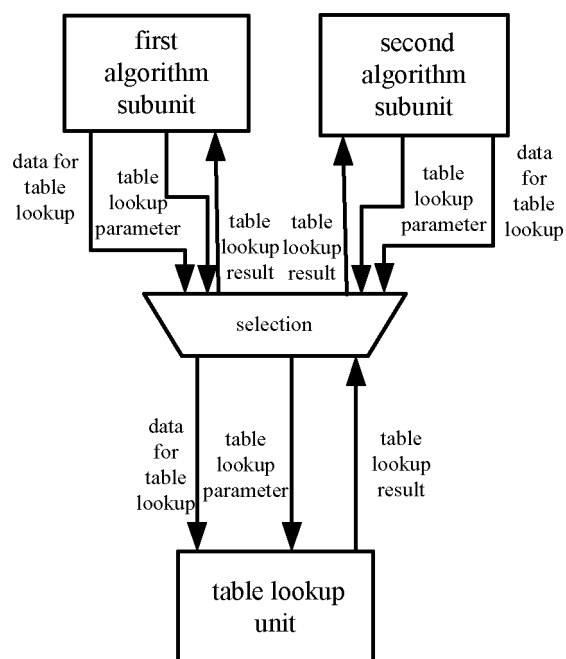 first
algorithm
subunit
second
algorithm
subunit
data for
table
lookup
table
lookup
parameter
table
lookup
result
table
lookup
result
table
lookup
parameter
data
for
table
lookup
selection
data
for
table
lookup
table
lookup
parameter
table
lookup
result
table lookup
unit